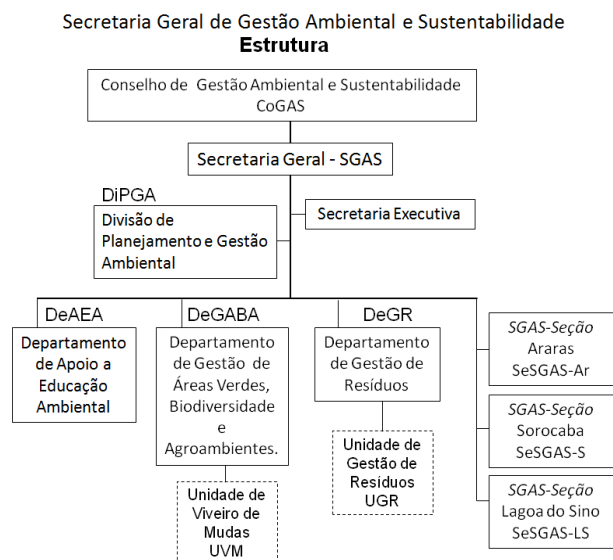 Secretaria Geral de Gestão Ambiental e Sustentabilidade
Estrutura
Conselho de Gestão Ambiental e Sustentabilidade
CoGAS
Secretaria Geral - SGAS
DiPGA
Divisão de
Planejamento e Gestão
Ambiental
Secretaria Executiva
DeAEA
Departamento
de Apoio a
Educação
Ambiental
DeGABA
Departamento
de Gestão de
Áreas Verdes,
Biodiversidade
e
Agroambientes.
Unidade de
Viveiro de
Mudas
UVM
DeGR
Departamento
de Gestão de
Resíduos
Unidade de
Gestão de
Resíduos
UGR
SGAS-Seção
Araras
SeSGAS-Ar
SGAS-Seção
Sorocaba
SeSGAS-S
SGAS-Seção
Lagoa do Sino
SeSGAS-LS